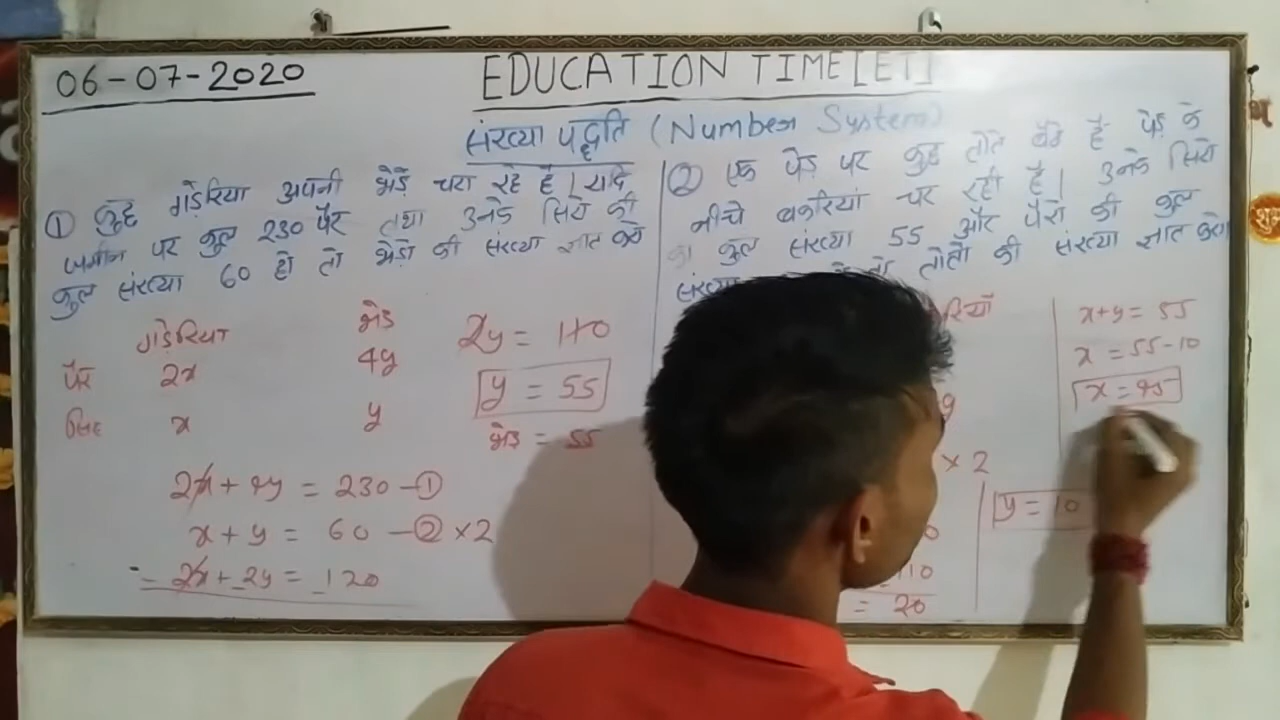 06-07-2020
EDUCATION TIME [ET]
संख्या पद्धति (Number System)
① कुछ गड़ेरिया अपनी भेड़ें चरा रहे हैं। यदि
जमीन पर कुल 230 पैर तथा उनके सिरो की
कुल संख्या 60 हो तो भेड़ो की संख्या ज्ञात करो
गड़ेरिया भेड़
पैर 2x 4y
सिर x y
2x + 4y = 230 - ①
x + y = 60 - ② ×2
- 2x + 2y = 120
2y = 110
y = 55
भेड़ = 55
② एक पेड़ पर कुछ तोते बैठे हैं पेड़ के
नीचे बकरियां चर रही है। उनके सिरो
का कुल संख्या 55 और पैरो की कुल
संख्या तो तोतो की संख्या ज्ञात करो
× 2
110
= 20
y = 10
x+y = 55
x = 55-10
x = 45